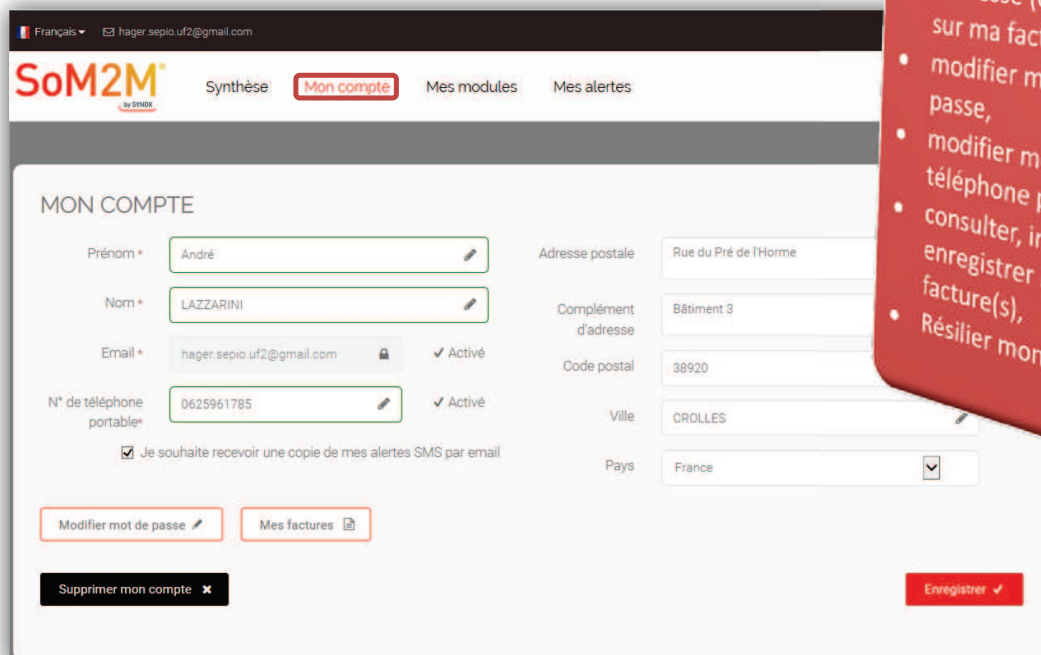 Français
hager.sepio.uf2@gmail.com
SoM2M
by SYNOX
Synthèse
Mon compte
Mes modules
Mes alertes
sur ma
modifier
passe,
modifier
téléphone
consulter,
enregistrer
facture(s),
Résilier mon
MON COMPTE
Prénom *
André
Nom *
LAZZARINI
Email *
hager.sepio.uf2@gmail.com
✓ Activé
N° de téléphone
portable*
0625961785
✓ Activé
Je souhaite recevoir une copie de mes alertes SMS par email
Adresse postale
Rue du Pré de l'Horme
Complément
d'adresse
Bâtiment 3
Code postal
38920
Ville
CROLLES
Pays
France
Modifier mot de passe
Mes factures
Supprimer mon compte ✖
Enregistrer ✓